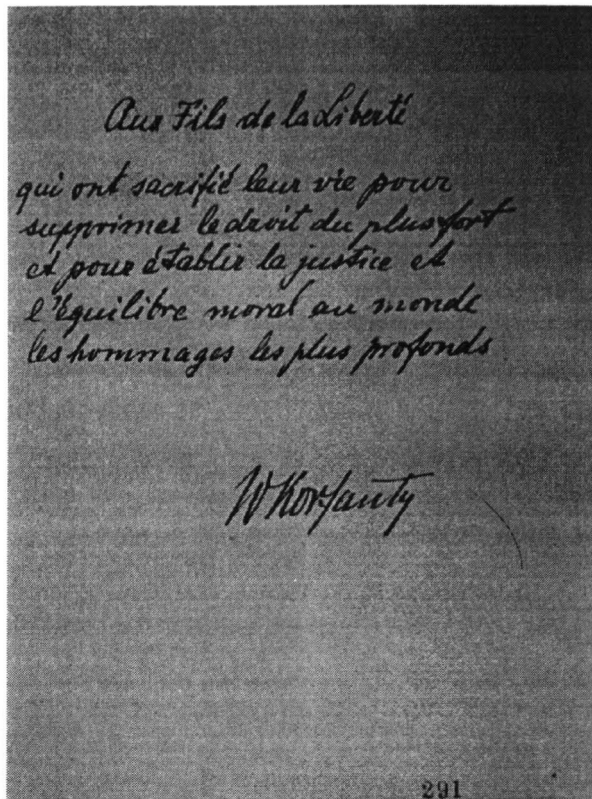 Aux Fils de la Liberté
qui ont sacrifié leur vie pour
supprimer le droit du plus fort
et pour établir la justice et
l'équilibre moral au monde
les hommages les plus profonds
W Korfanty
291